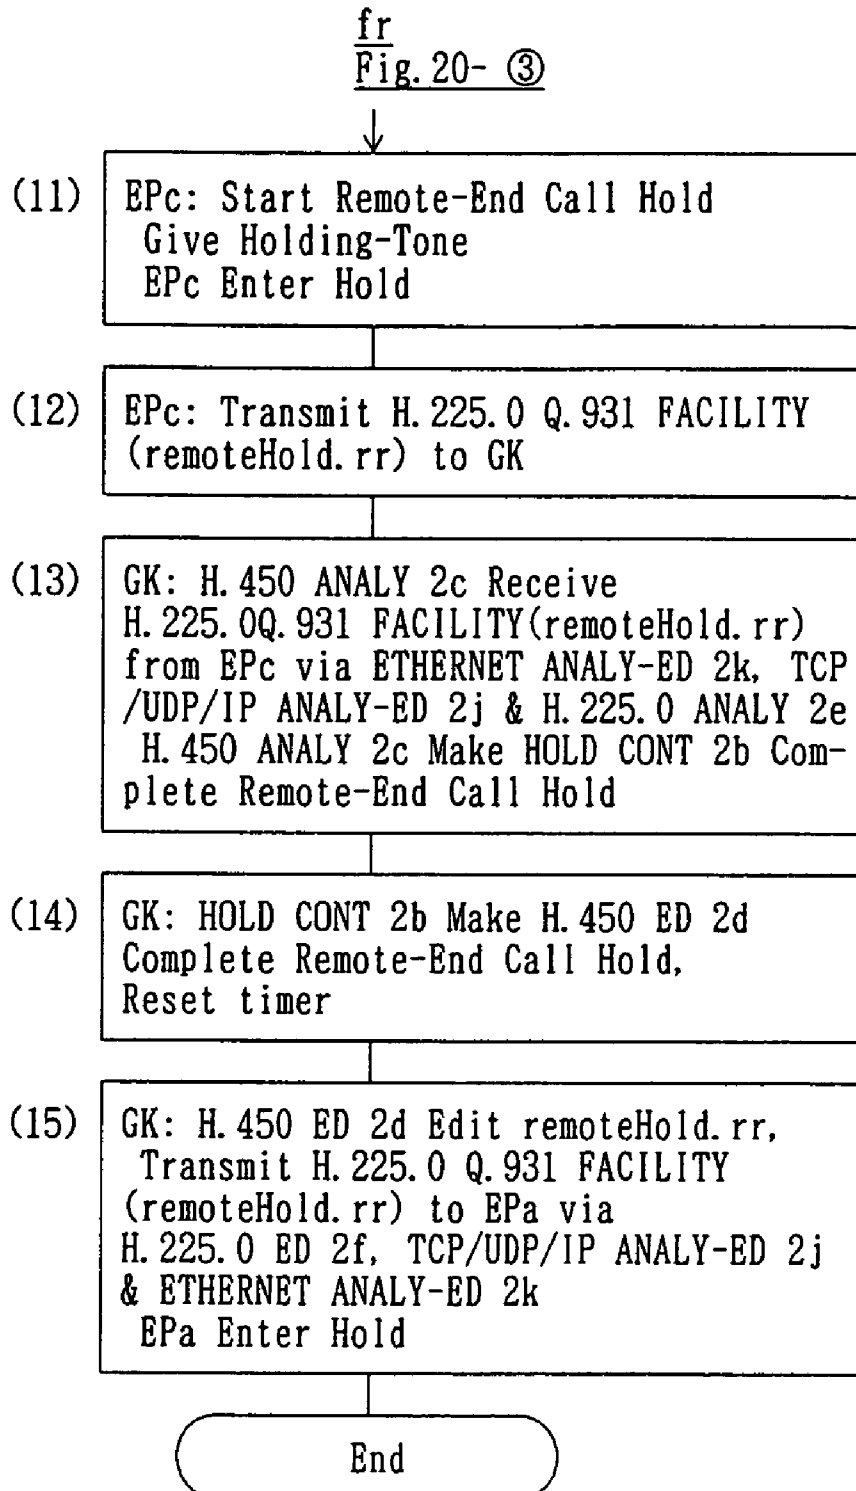 fr
Fig. 20- ③
(11) EPc: Start Remote-End Call Hold
Give Holding-Tone
EPc Enter Hold
(12) EPc: Transmit H. 225. 0 Q. 931 FACILITY
(remoteHold. rr) to GK
(13) GK: H. 450 ANALY 2c Receive
H. 225. 0Q. 931 FACILITY(remoteHold. rr)
from EPc via ETHERNET ANALY-ED 2k, TCP
/UDP/IP ANALY-ED 2j & H. 225. 0 ANALY 2e
H. 450 ANALY 2c Make HOLD CONT 2b Com-
plete Remote-End Call Hold
(14) GK: HOLD CONT 2b Make H. 450 ED 2d
Complete Remote-End Call Hold,
Reset timer
(15) GK: H. 450 ED 2d Edit remoteHold. rr,
Transmit H. 225. 0 Q. 931 FACILITY
(remoteHold. rr) to EPa via
H. 225. 0 ED 2f, TCP/UDP/IP ANALY-ED 2j
& ETHERNET ANALY-ED 2k
EPa Enter Hold
End